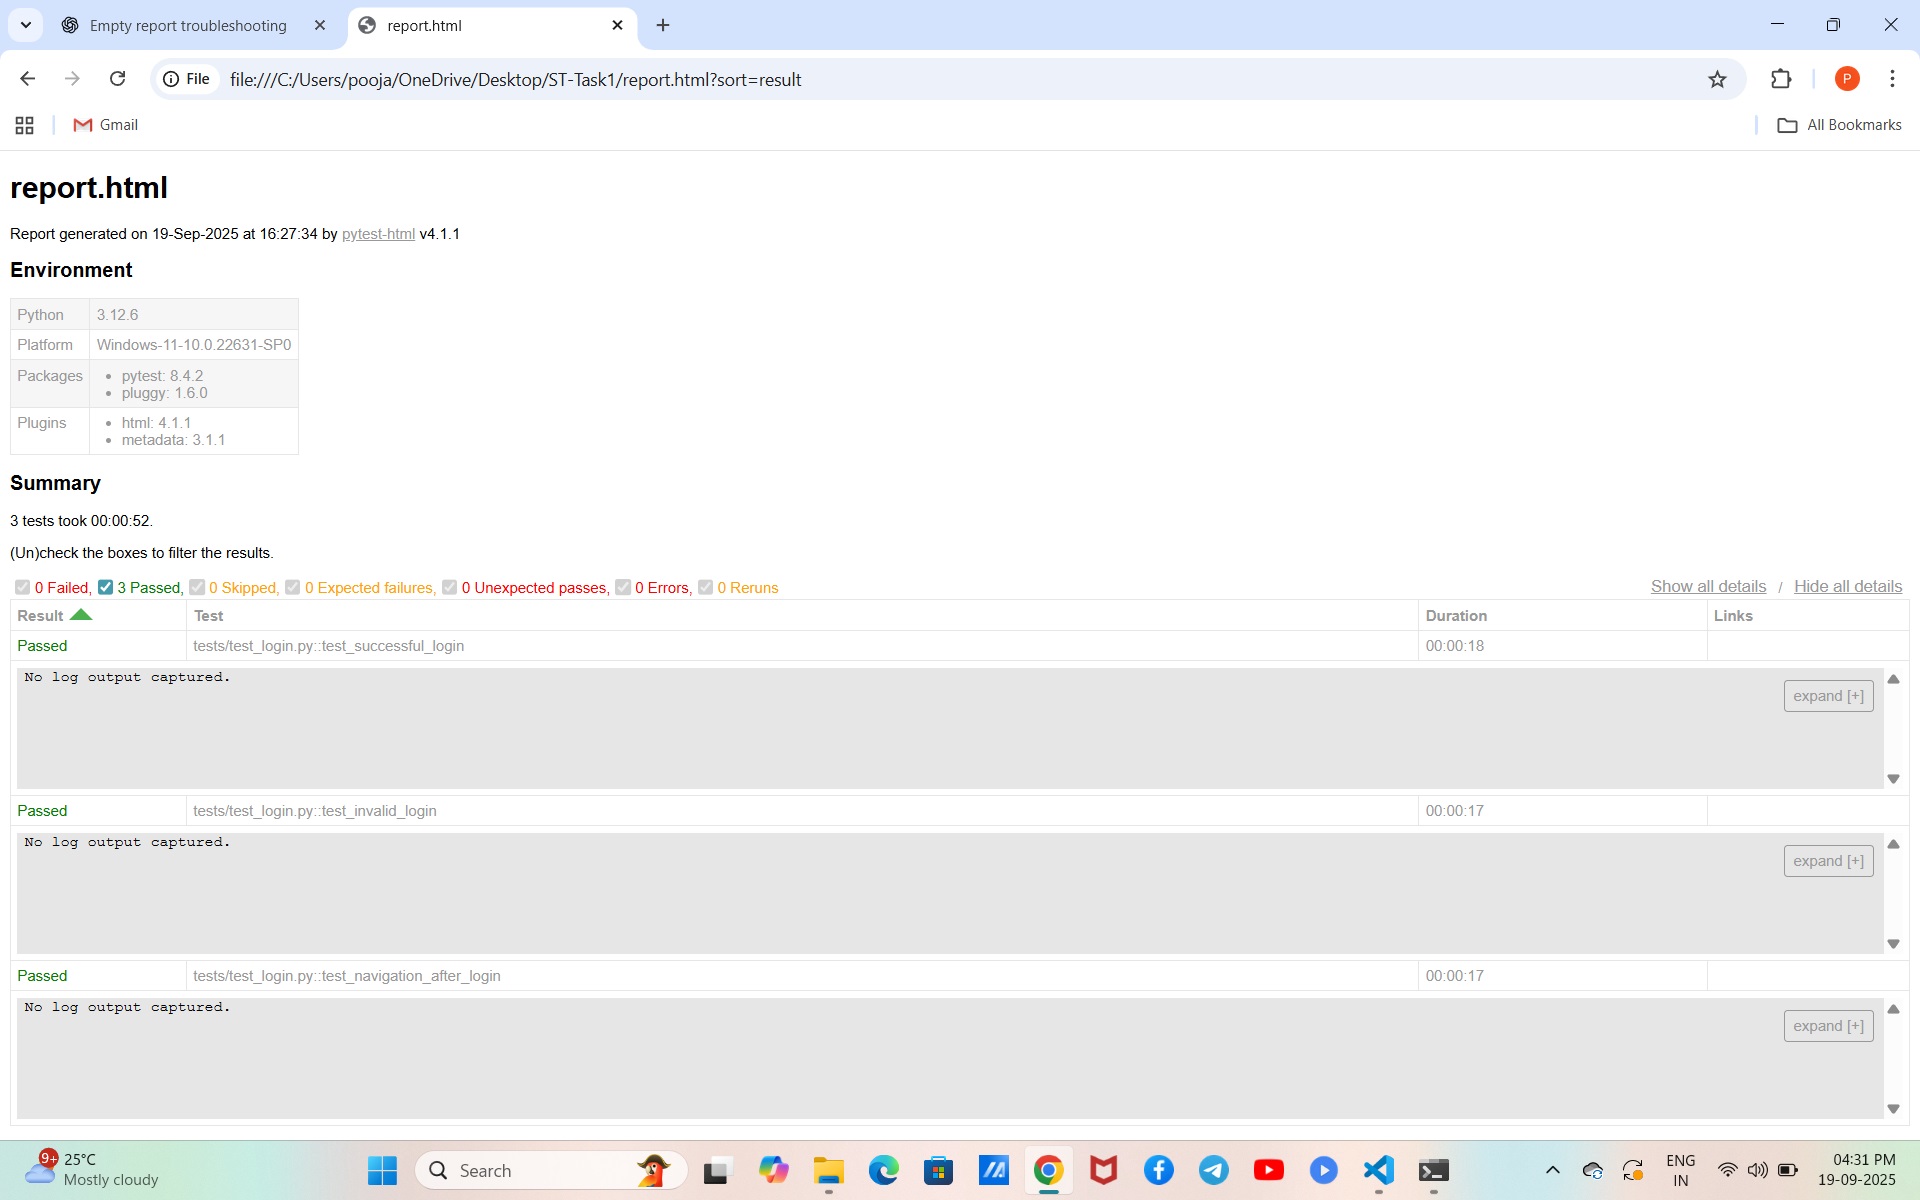 Empty report troubleshooting
report.html
File
file:///C:/Users/pooja/OneDrive/Desktop/ST-Task1/report.html?sort=result
P
Gmail
All Bookmarks
report.html
Report generated on 19-Sep-2025 at 16:27:34 by pytest-html v4.1.1
Environment
Python 3.12.6
Platform Windows-11-10.0.22631-SP0
Packages
pytest: 8.4.2
pluggy: 1.6.0
Plugins
html: 4.1.1
metadata: 3.1.1
Summary
3 tests took 00:00:52.
(Un)check the boxes to filter the results.
0 Failed, 3 Passed, 0 Skipped, 0 Expected failures, 0 Unexpected passes, 0 Errors, 0 Reruns
Show all details / Hide all details
Result Test Duration Links
Passed tests/test_login.py::test_successful_login 00:00:18
No log output captured.
expand [+]
Passed tests/test_login.py::test_invalid_login 00:00:17
No log output captured.
expand [+]
Passed tests/test_login.py::test_navigation_after_login 00:00:17
No log output captured.
expand [+]
9+
25°C
Mostly cloudy
Search
ENG
IN
04:31 PM
19-09-2025